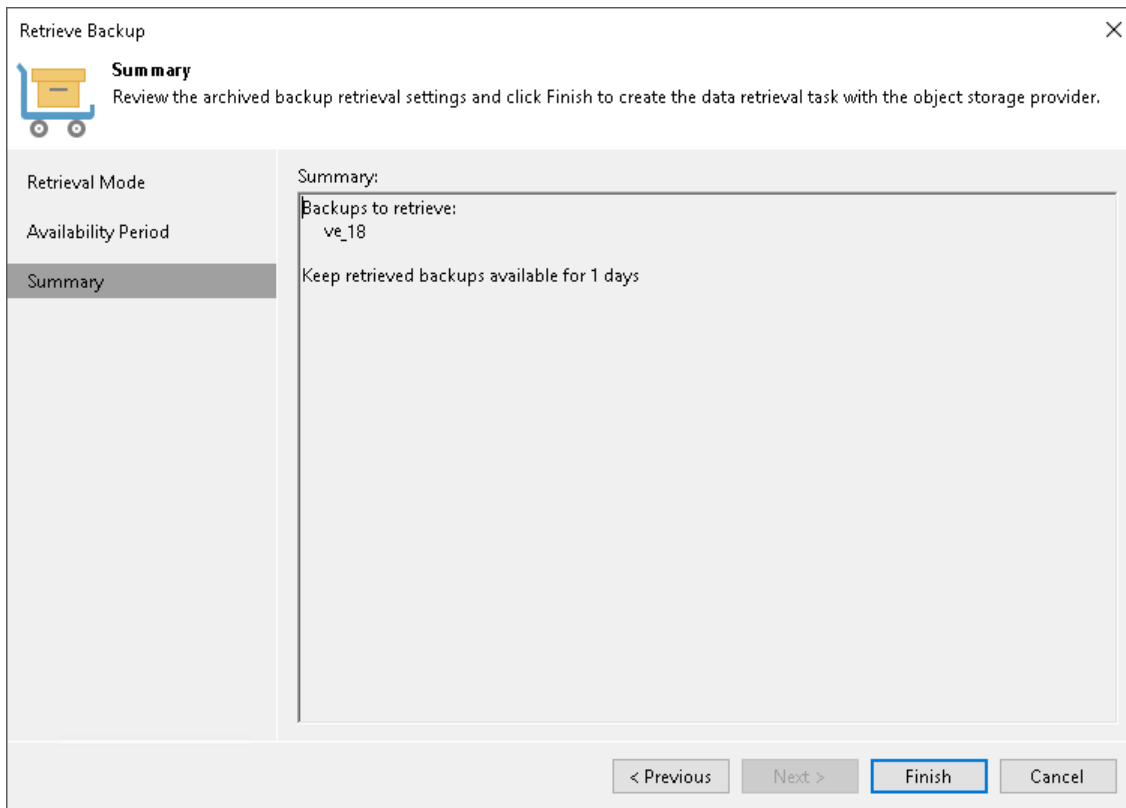 Retrieve Backup
Summary
Review the archived backup retrieval settings and click Finish to create the data retrieval task with the object storage provider.
Retrieval Mode
Availability Period
Summary
Summary:
Backups to retrieve:
ve_18
Keep retrieved backups available for 1 days
< Previous
Next >
Finish
Cancel